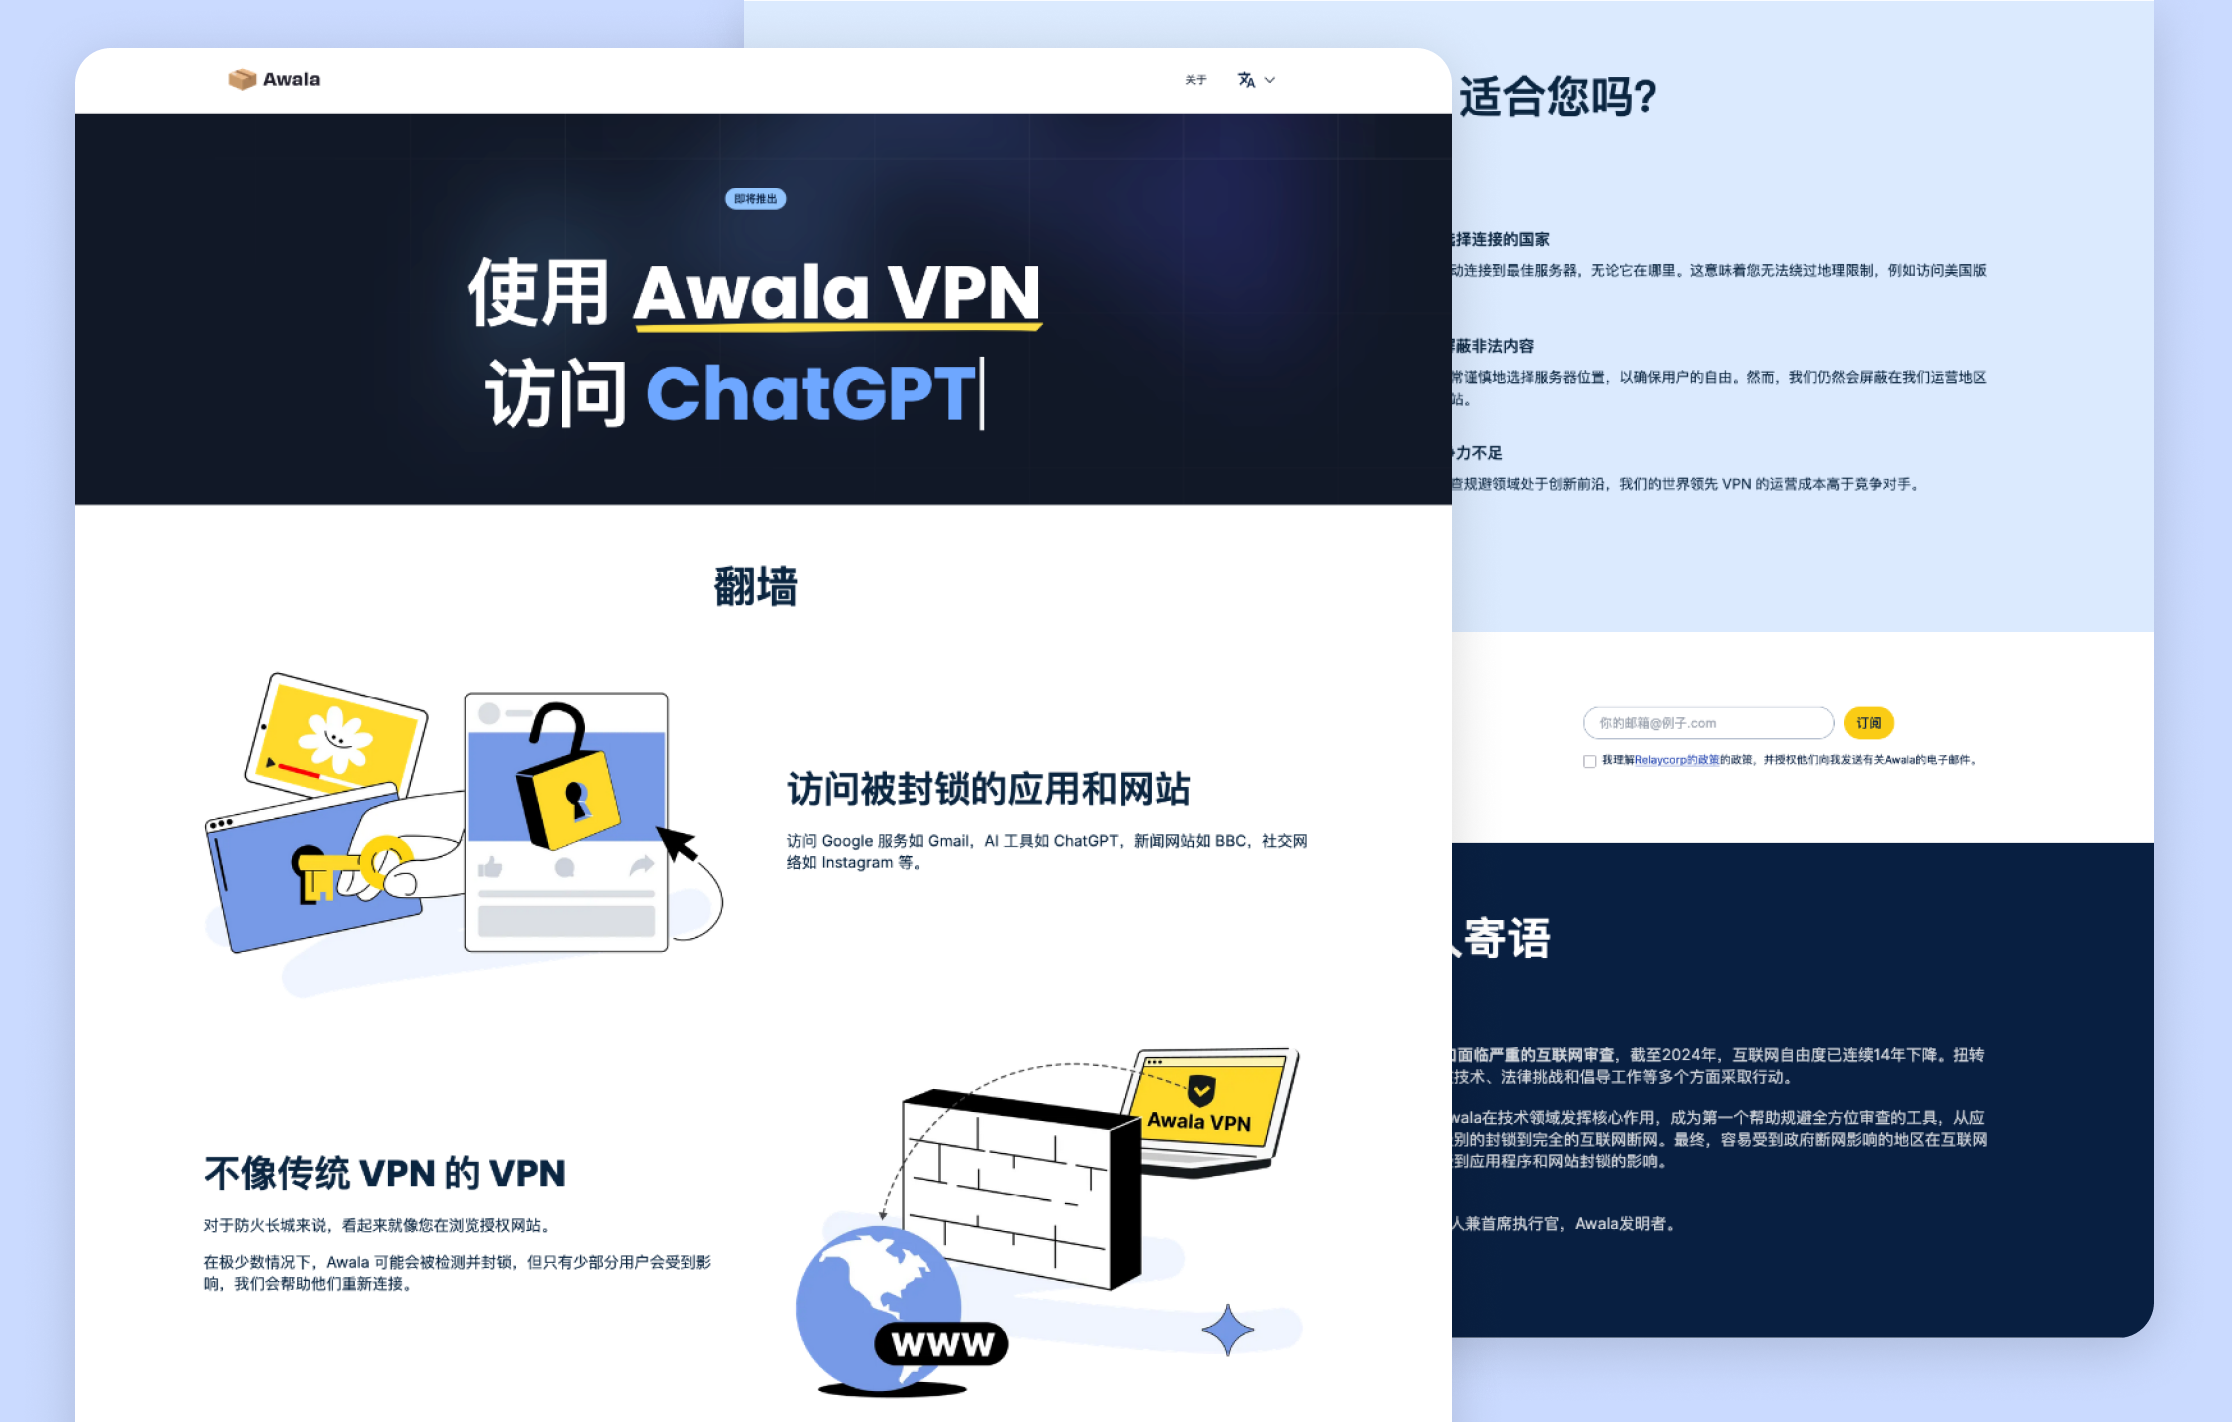 Awala
关于
即将推出
使用 Awala VPN
访问 ChatGPT
翻墙
访问被封锁的应用和网站
访问 Google 服务如 Gmail，AI 工具如 ChatGPT，新闻网站如 BBC，社交网
络如 Instagram 等。
Awala VPN
WWW
不像传统 VPN 的 VPN
对于防火长城来说，看起来就像您在浏览授权网站。
在极少数情况下，Awala 可能会被检测并封锁，但只有少部分用户会受到影
响，我们会帮助他们重新连接。
适合您吗?
择连接的国家
动连接到最佳服务器，无论它在哪里。这意味着您无法绕过地理限制，例如访问美国版
蔽非法内容
常谨慎地选择服务器位置，以确保用户的自由。然而，我们仍然会屏蔽在我们运营地区
站。
力不足
查规避领域处于创新前沿，我们的世界领先 VPN 的运营成本高于竞争对手。
你的邮箱@例子.com
订阅
我理解Relaycorp的政策的政策，并授权他们向我发送有关Awala的电子邮件。
寄语
面临严重的互联网审查，截至2024年，互联网自由度已连续14年下降。扭转
技术、法律挑战和倡导工作等多个方面采取行动。
wala在技术领域发挥核心作用，成为第一个帮助规避全方位审查的工具，从应
别的封锁到完全的互联网断网。最终，容易受到政府断网影响的地区在互联网
到应用程序和网站封锁的影响。
人兼首席执行官，Awala发明者。